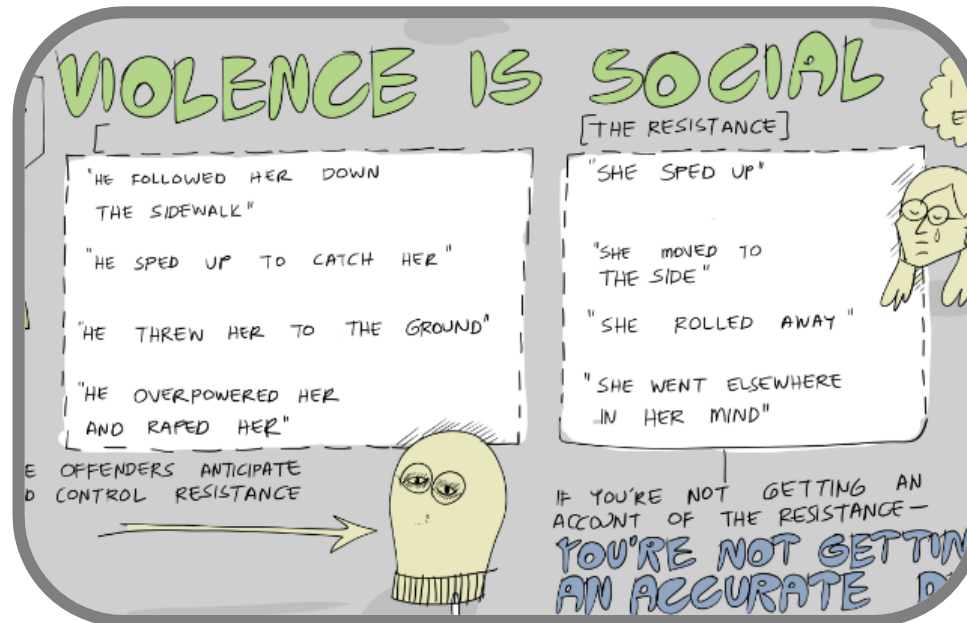 VIOLENCE IS SOCIAL
"HE FOLLOWED HER DOWN
THE SIDEWALK"
"HE SPED UP TO CATCH HER"
"HE THREW HER TO THE GROUND"
"HE OVERPOWERED HER
AND RAPED HER"
OFFENDERS ANTICIPATE
CONTROL RESISTANCE
[THE RESISTANCE]
"SHE SPED UP"
"SHE MOVED TO
THE SIDE"
"SHE ROLLED AWAY"
"SHE WENT ELSEWHERE
IN HER MIND"
IF YOU'RE NOT GETTING AN
ACCOUNT OF THE RESISTANCE—
YOU'RE NOT GETTIN
AN ACCURATE